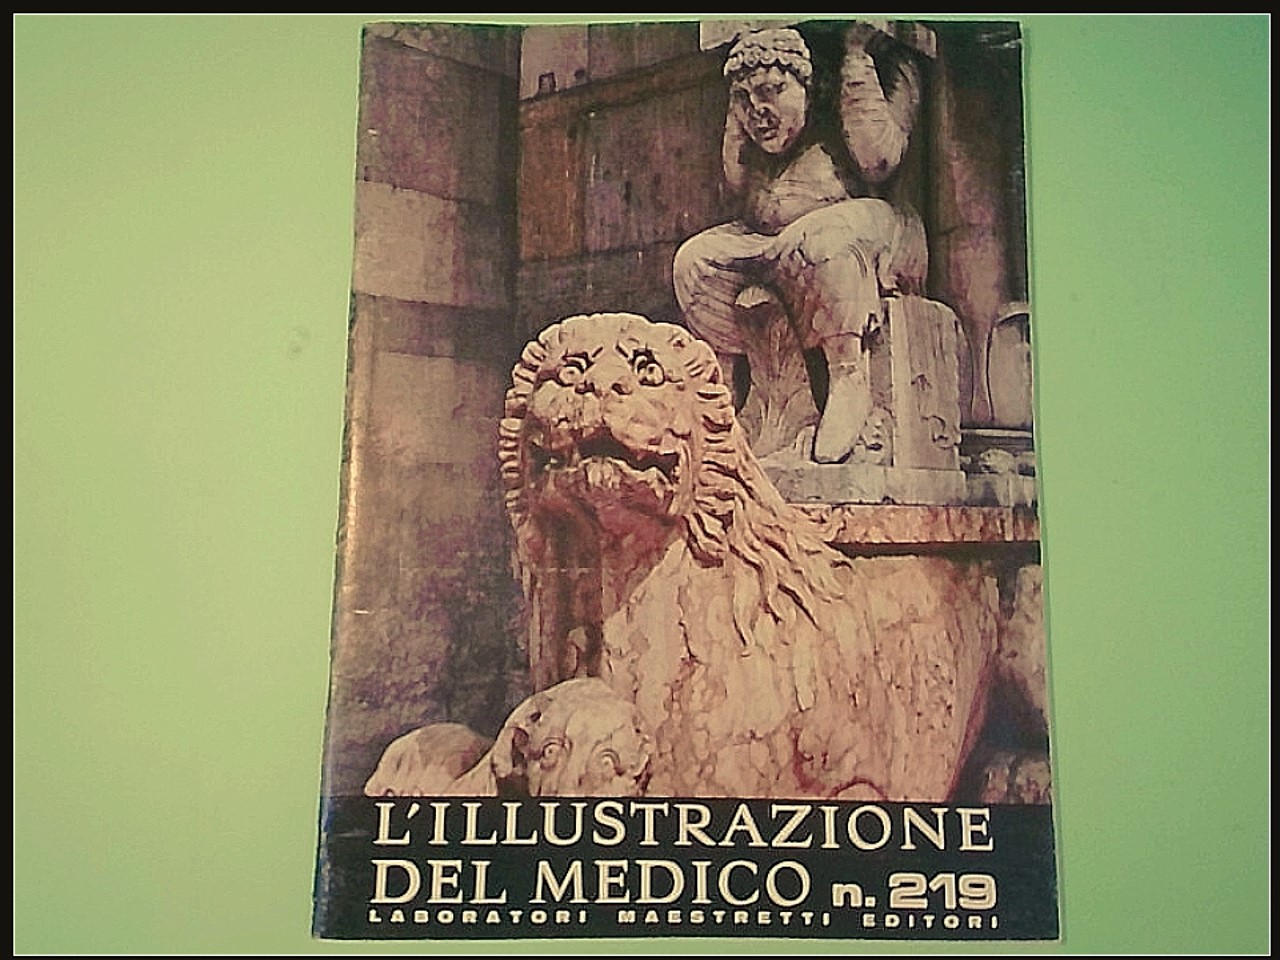 L'ILLUSTRAZIONE
DEL MEDICO n. 219
LABORATORI MAESTRETTI EDITORI